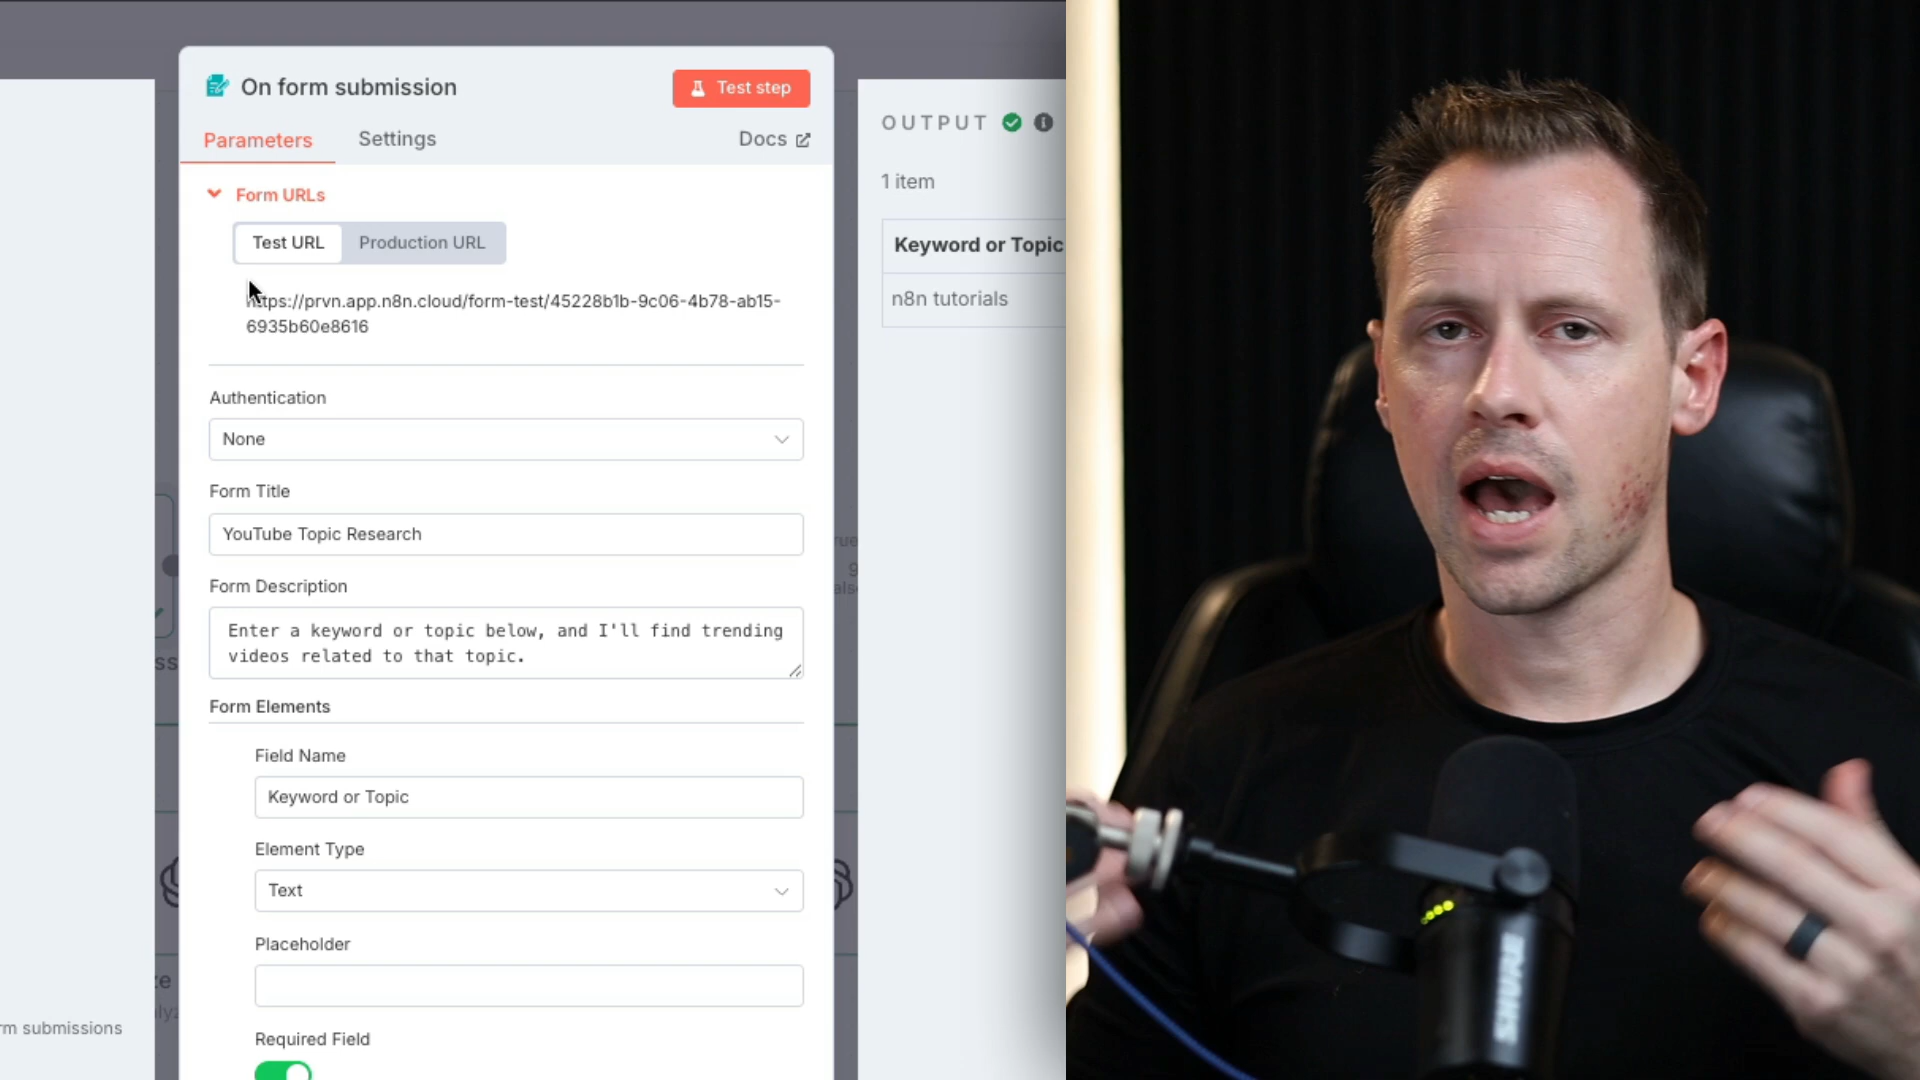 On form submission
Test step
Parameters
Settings
Docs
Form URLs
Test URL
Production URL
https://prvn.app.n8n.cloud/form-test/45228b1b-9c06-4b78-ab15-
6935b60e8616
Authentication
None
Form Title
YouTube Topic Research
Form Description
Enter a keyword or topic below, and I'll find trending
videos related to that topic.
Form Elements
Field Name
Keyword or Topic
Element Type
Text
Placeholder
Required Field
rm submissions
OUTPUT
1 item
Keyword or Topic
n8n tutorials
SHURE